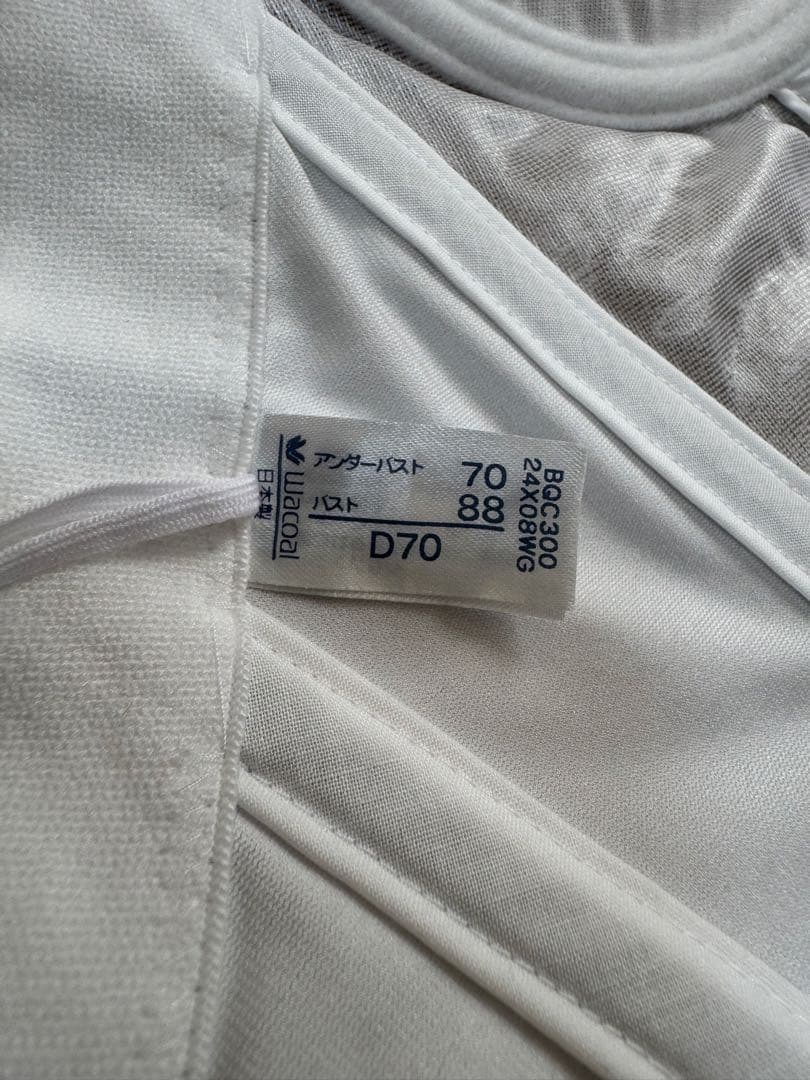 wacoal
日本製
アンダーバスト 70
バスト 88
D70
BQC300
24X08WG